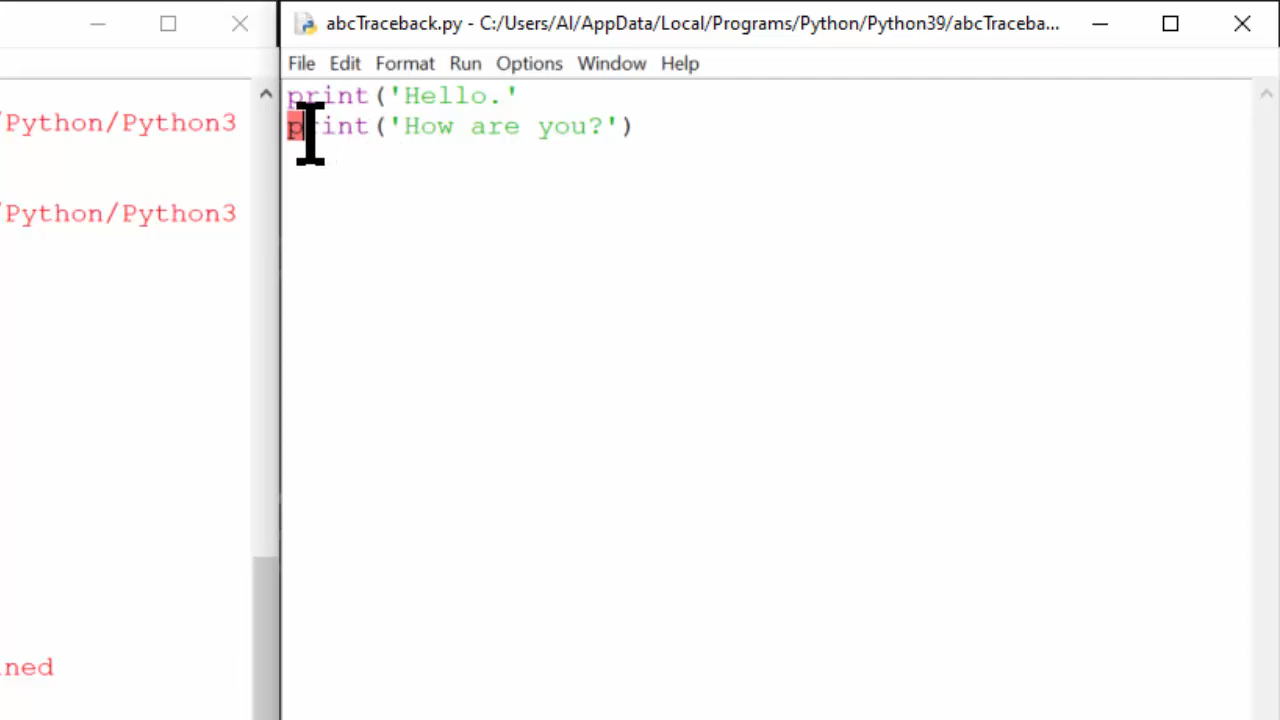 abcTraceback.py - C:/Users/AI/AppData/Local/Programs/Python/Python39/abcTraceba...
File Edit Format Run Options Window Help
print('Hello.'
print('How are you?')
/Python/Python3
/Python/Python3
ned